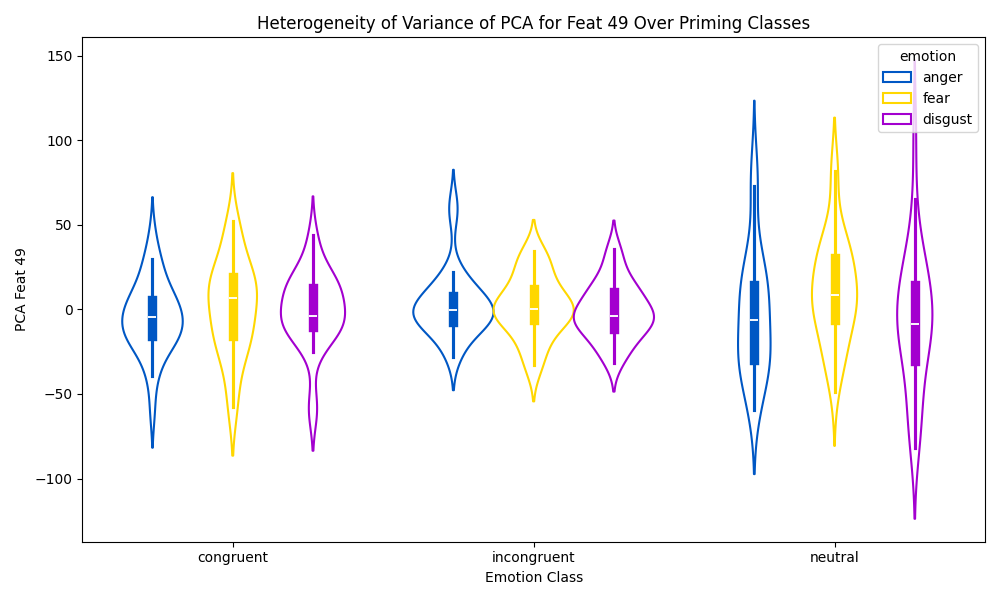 Heterogeneity of Variance of PCA for Feat 49 Over Priming Classes
emotion
anger
fear
disgust
PCA Feat 49
150
100
50
0
−50
−100
congruent
incongruent
neutral
Emotion Class